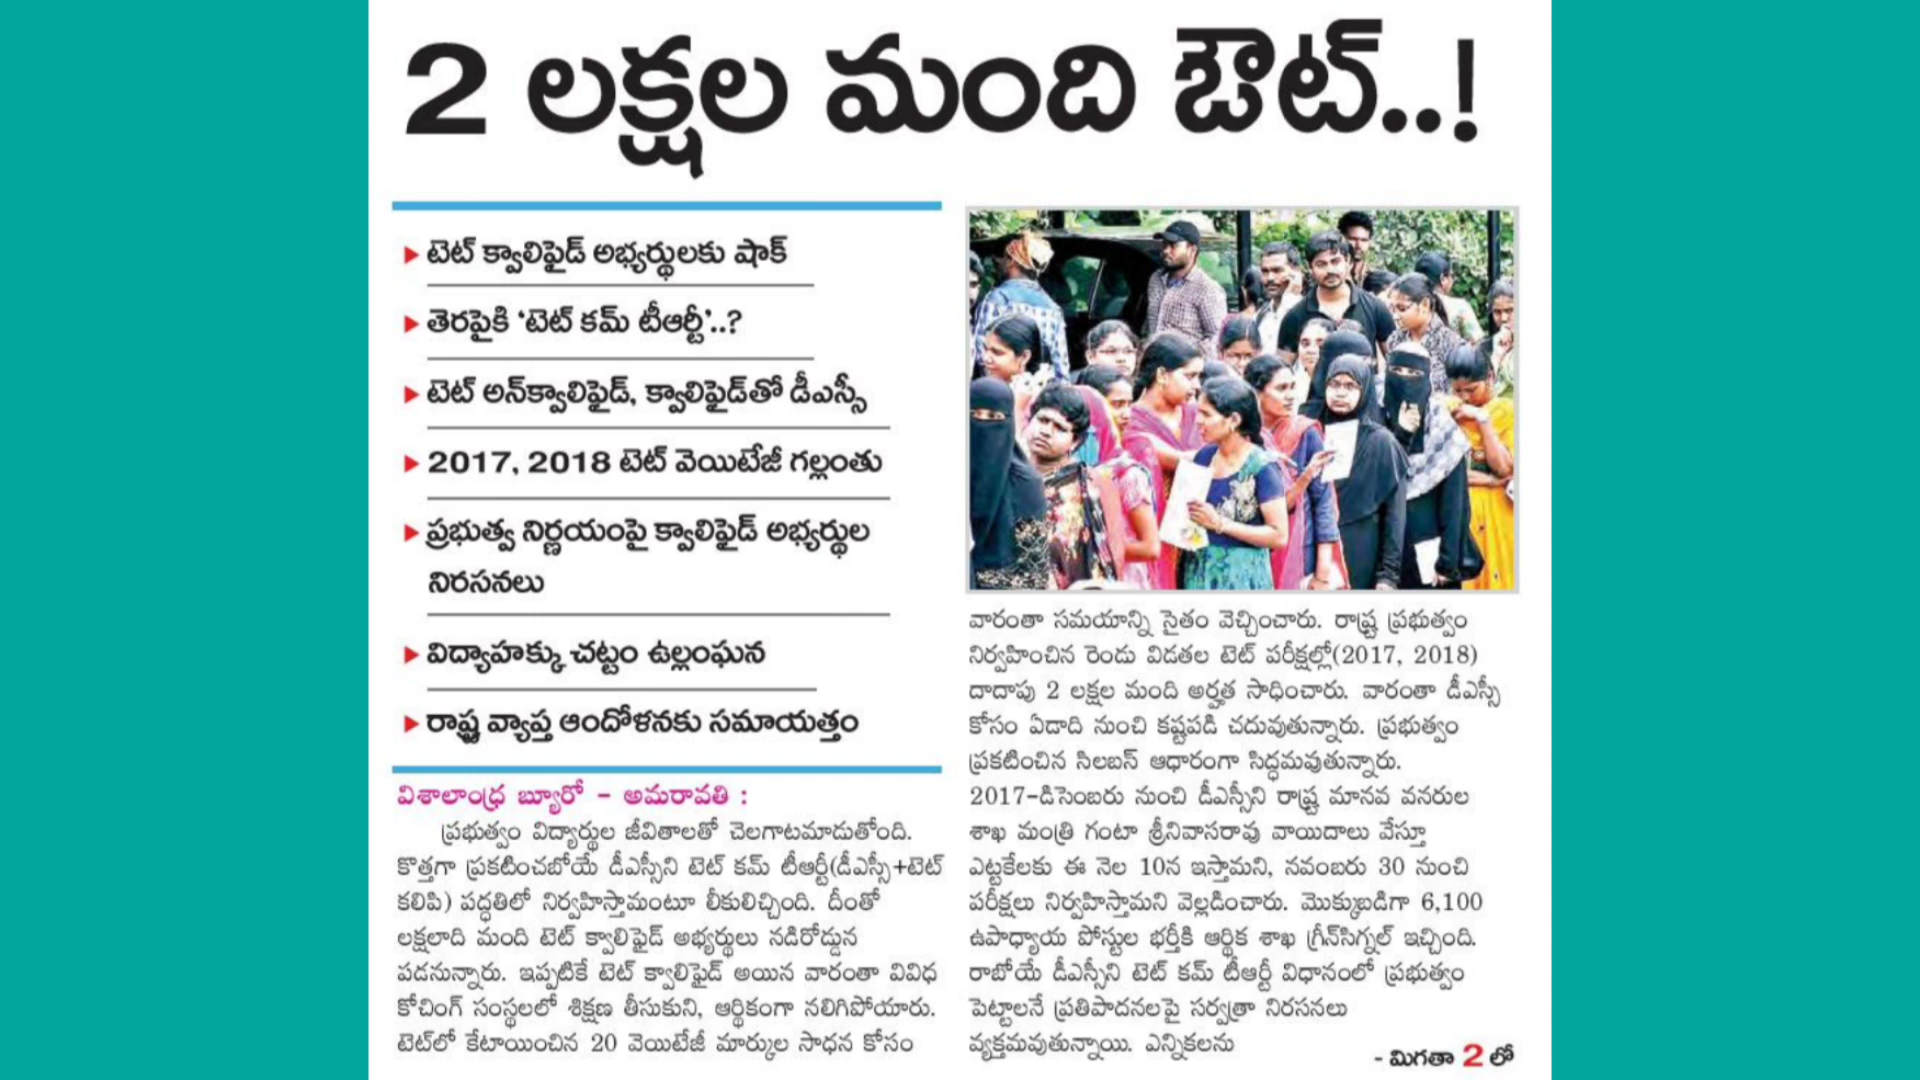 2 లక్షల మంది ఔట్..!
టెట్ క్వాలిఫైడ్ అభ్యర్థులకు షాక్
తెరపైకి ‘టెట్ కమ్ టీఆర్టీ’..?
టెట్ అన్‌క్వాలిఫైడ్, క్వాలిఫైడ్‌తో డీఎస్సీ
2017, 2018 టెట్ వెయిటేజీ గల్లంతు
ప్రభుత్వ నిర్ణయంపై క్వాలిఫైడ్ అభ్యర్థుల
నిరసనలు
విద్యాహక్కు చట్టం ఉల్లంఘన
రాష్ట్ర వ్యాప్త ఆందోళనకు సమాయత్తం
విశాలాంధ్ర బ్యూరో - అమరావతి :
ప్రభుత్వం విద్యార్థుల జీవితాలతో చెలగాటమాడుతోంది.
కొత్తగా ప్రకటించబోయే డీఎస్సీని టెట్ కమ్ టీఆర్టీ(డీఎస్సీ+టెట్
కలిపి) పద్ధతిలో నిర్వహిస్తామంటూ లీకులిచ్చింది. దీంతో
లక్షలాది మంది టెట్ క్వాలిఫైడ్ అభ్యర్థులు నడిరోడ్డున
పడనున్నారు. ఇప్పటికే టెట్ క్వాలిఫైడ్ అయిన వారంతా వివిధ
కోచింగ్ సంస్థలలో శిక్షణ తీసుకుని, ఆర్థికంగా నలిగిపోయారు.
టెట్‌లో కేటాయించిన 20 వెయిటేజీ మార్కుల సాధన కోసం
వారంతా సమయాన్ని సైతం వెచ్చించారు. రాష్ట్ర ప్రభుత్వం
నిర్వహించిన రెండు విడతల టెట్ పరీక్షల్లో(2017, 2018)
దాదాపు 2 లక్షల మంది అర్హత సాధించారు. వారంతా డీఎస్సీ
కోసం ఏడాది నుంచి కష్టపడి చదువుతున్నారు. ప్రభుత్వం
ప్రకటించిన సిలబస్ ఆధారంగా సిద్ధమవుతున్నారు.
2017-డిసెంబరు నుంచి డీఎస్సీని రాష్ట్ర మానవ వనరుల
శాఖ మంత్రి గంటా శ్రీనివాసరావు వాయిదాలు వేస్తూ
ఎట్టకేలకు ఈ నెల 10న ఇస్తామని, నవంబరు 30 నుంచి
పరీక్షలు నిర్వహిస్తామని వెల్లడించారు. మొక్కుబడిగా 6,100
ఉపాధ్యాయ పోస్టుల భర్తీకి ఆర్థిక శాఖ గ్రీన్‌సిగ్నల్ ఇచ్చింది.
రాబోయే డీఎస్సీని టెట్ కమ్ టీఆర్టీ విధానంలో ప్రభుత్వం
పెట్టాలనే ప్రతిపాదనలపై సర్వత్రా నిరసనలు
వ్యక్తమవుతున్నాయి. ఎన్నికలను
- మిగతా 2 లో